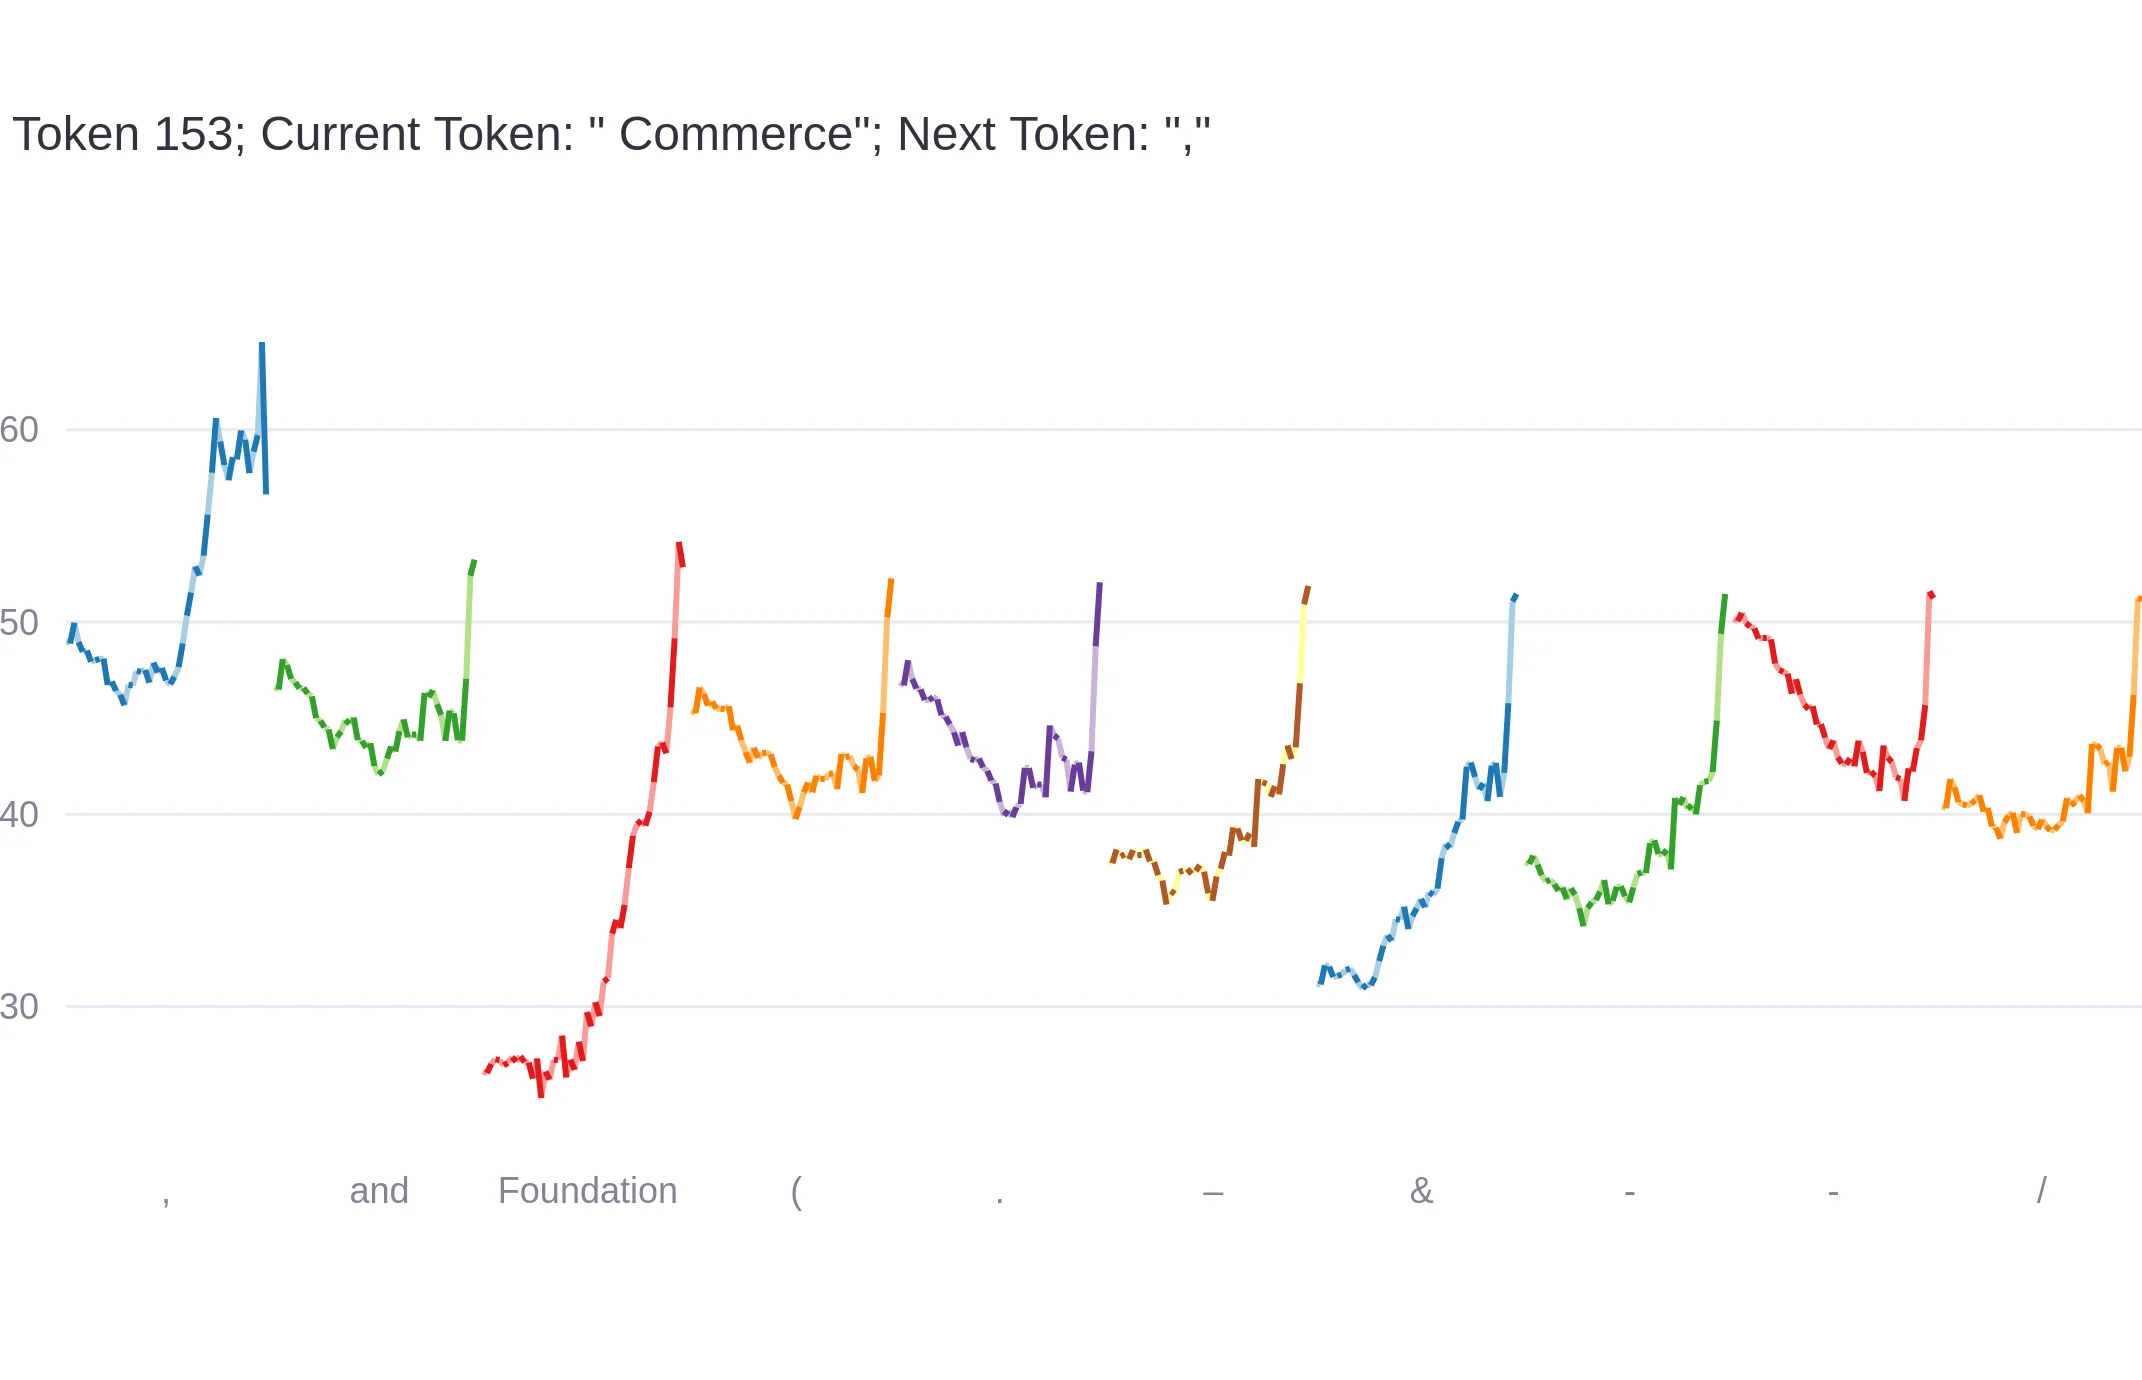 Token 153; Current Token: " Commerce"; Next Token: ","
60
50
40
30
, and Foundation ( . – & - - /